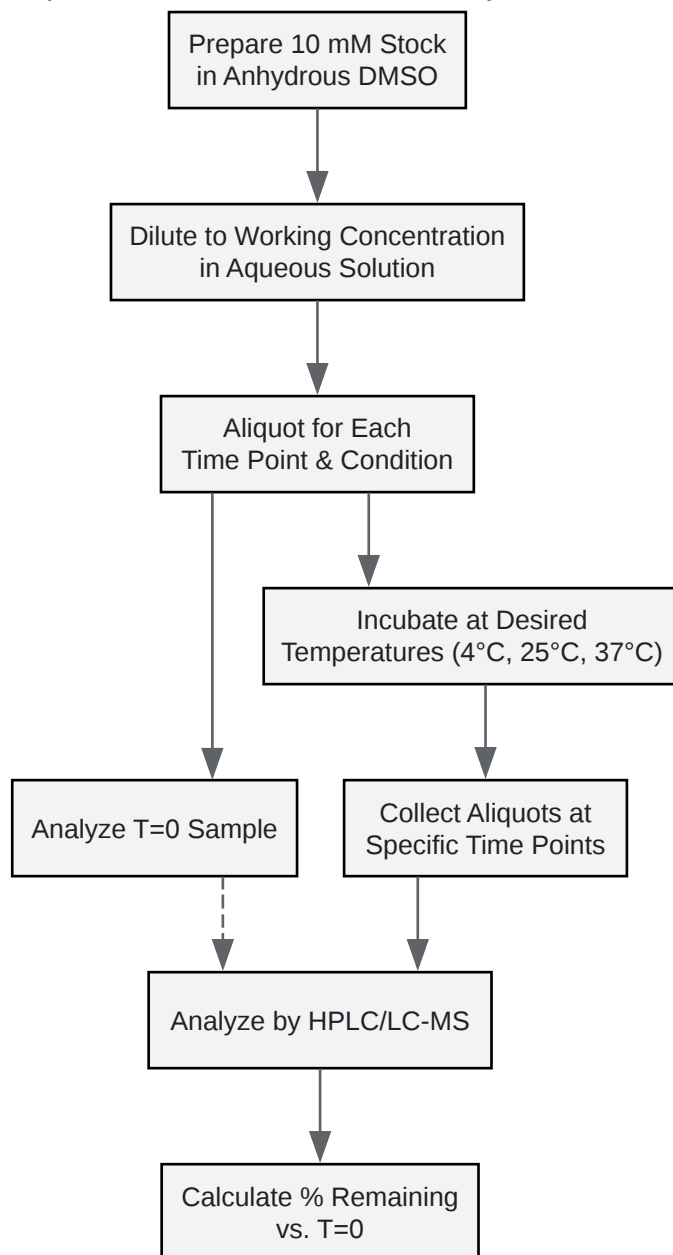 Prepare 10 mM Stock
in Anhydrous DMSO
Dilute to Working Concentration
in Aqueous Solution
Aliquot for Each
Time Point & Condition
Incubate at Desired
Temperatures (4°C, 25°C, 37°C)
Analyze T=0 Sample
Collect Aliquots at
Specific Time Points
Analyze by HPLC/LC-MS
Calculate % Remaining
vs. T=0